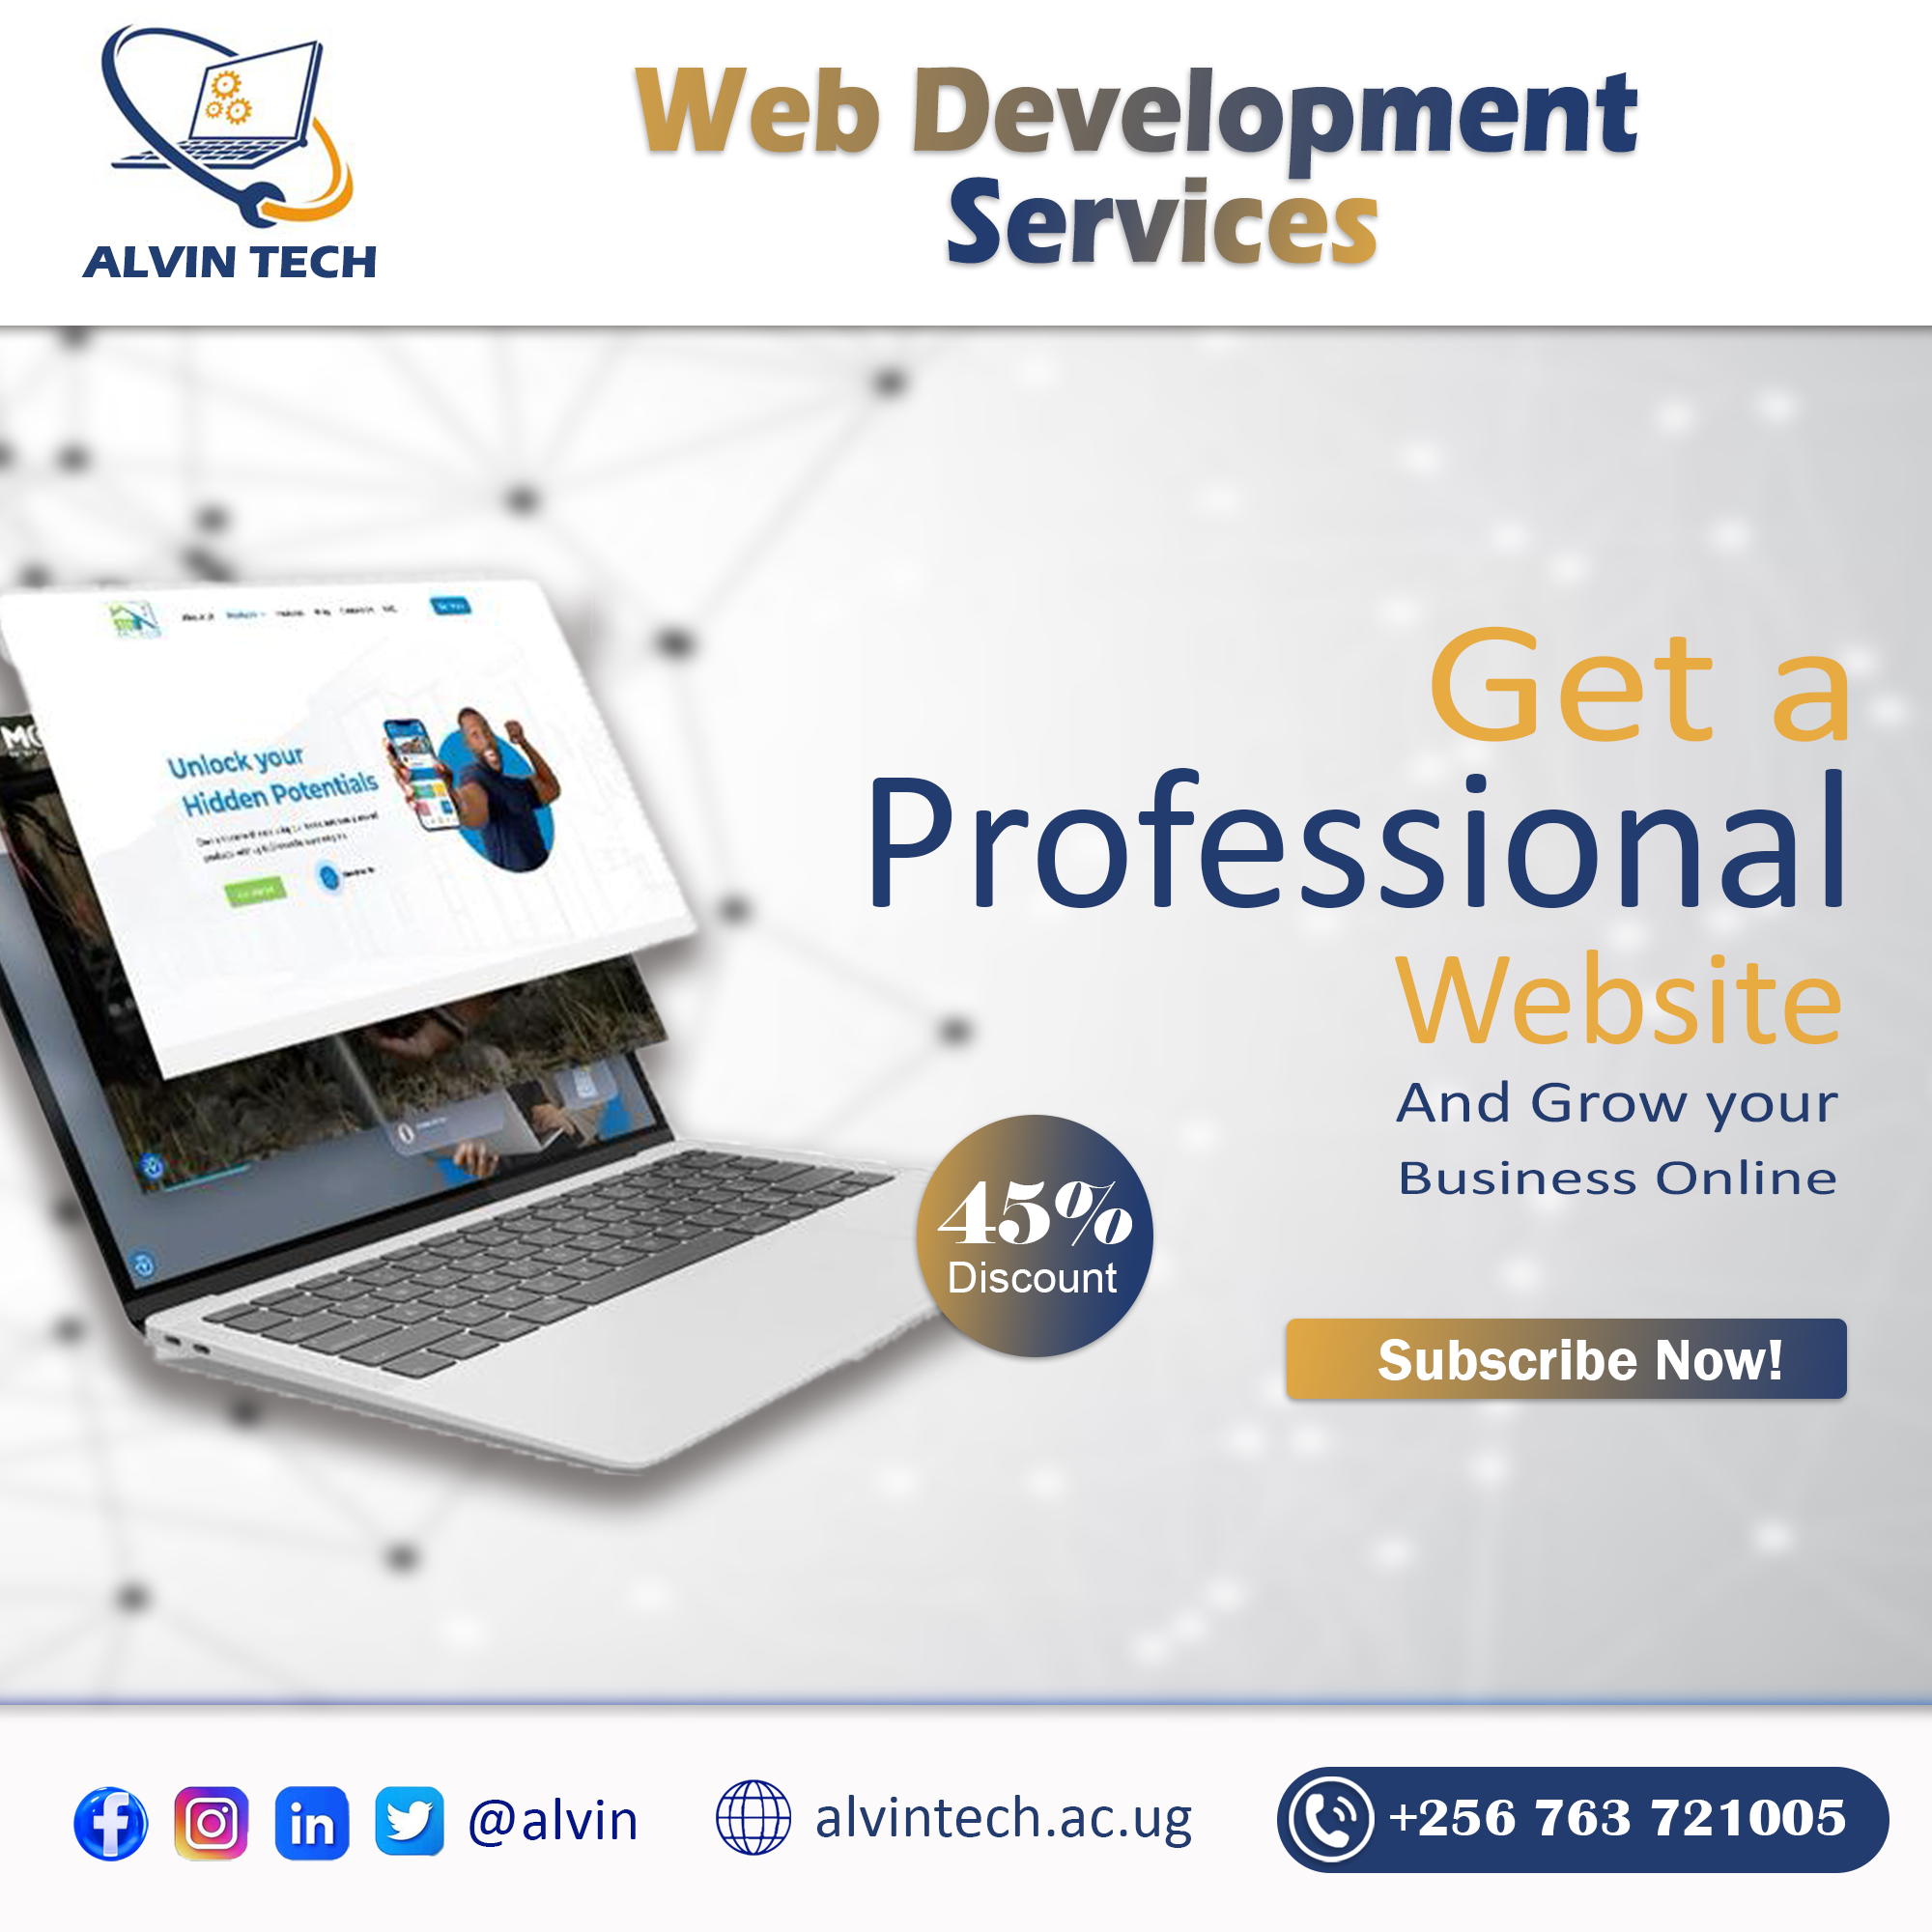 ALVIN TECH
Web Development
Services
Unlock your
Hidden Potentials
Get a
Professional
Website
And Grow your
Business Online
45%
Discount
Subscribe Now!
@alvin
alvintech.ac.ug
+256 763 721005